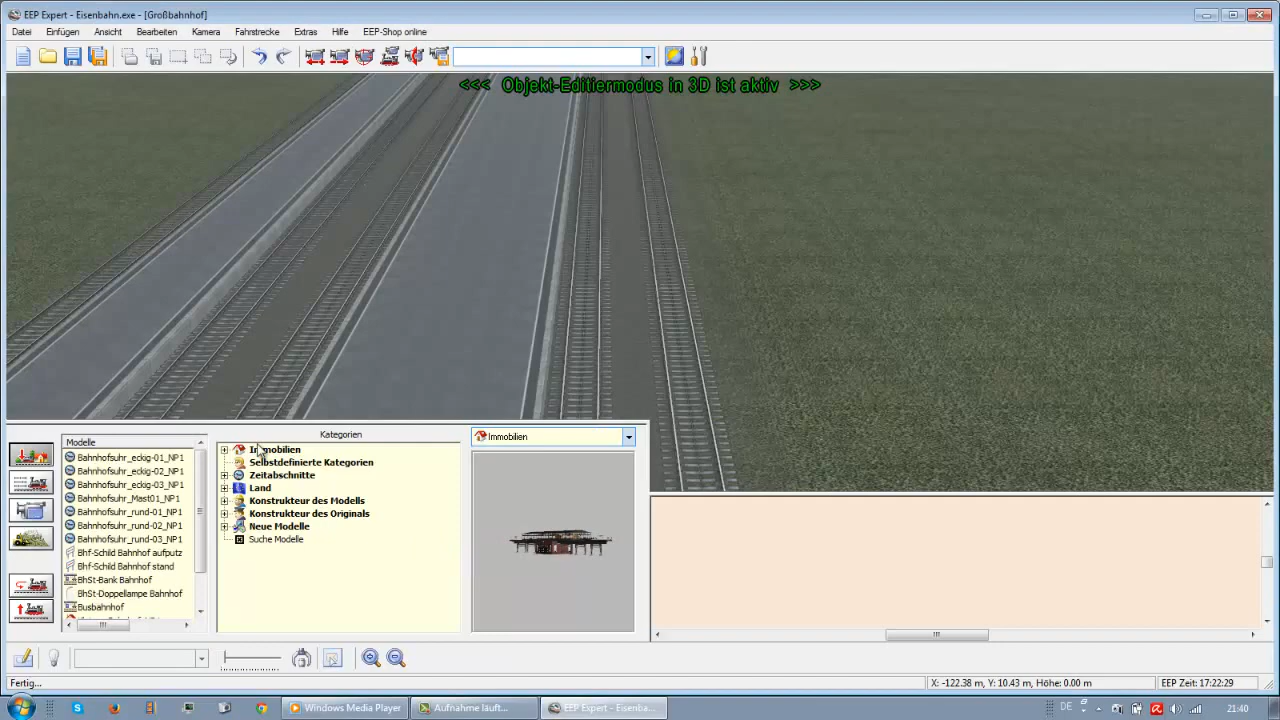 EEP Expert - Eisenbahn.exe - [Großbahnhof]
Datei Einfügen Ansicht Bearbeiten Kamera Fahrstrecke Extras Hilfe EEP-Shop online
<<< Objekt-Editiermodus in 3D ist aktiv >>>
Modelle
Bahnhofsuhr_eckig-01_NP1
Bahnhofsuhr_eckig-02_NP1
Bahnhofsuhr_eckig-03_NP1
Bahnhofsuhr_Mast01_NP1
Bahnhofsuhr_rund-01_NP1
Bahnhofsuhr_rund-02_NP1
Bahnhofsuhr_rund-03_NP1
Bhf-Schild Bahnhof aufputz
Bhf-Schild Bahnhof stand
BhSt-Bank Bahnhof
BhSt-Doppellampe Bahnhof
Busbahnhof
Kategorien
Immobilien
Selbstdefinierte Kategorien
Zeitabschnitte
Land
Konstrukteur des Modells
Konstrukteur des Originals
Neue Modelle
Suche Modelle
Immobilien
Fertig...
X: -122.38 m, Y: 10.43 m, Höhe: 0.00 m
EEP Zeit: 17:22:29
Windows Media Player
Aufnahme läuft...
EEP Expert - Eisenba...
DE
21:40